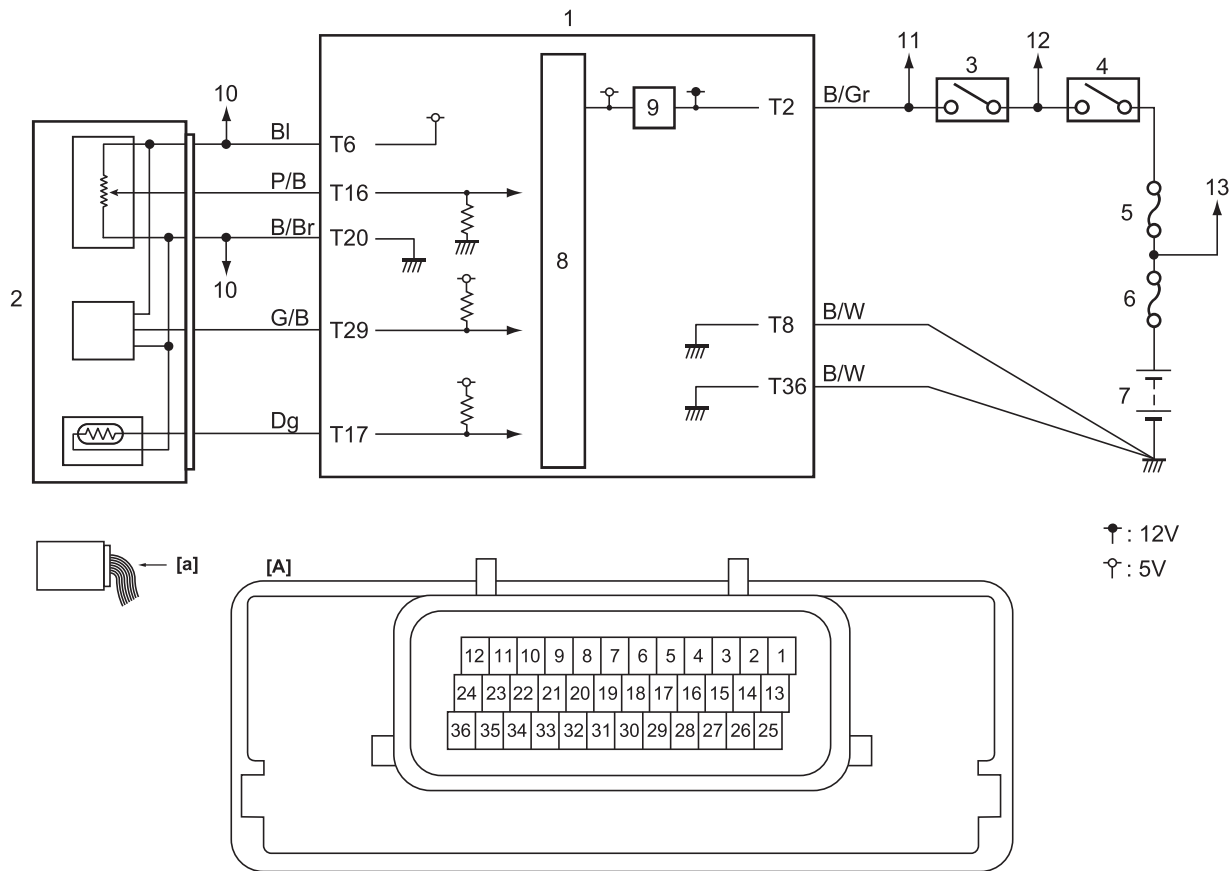 1
11
12
3
4
10
B/Gr
9
T2
Bl
T6
P/B
T16
13
B/Br
T20
5
8
2
10
6
G/B
T29
T8
B/W
T36
B/W
7
Dg
T17
: 12V
: 5V
[a]
[A]
12 11 10 9 8 7 6 5 4 3 2 1
24 23 22 21 20 19 18 17 16 15 14 13
36 35 34 33 32 31 30 29 28 27 26 25